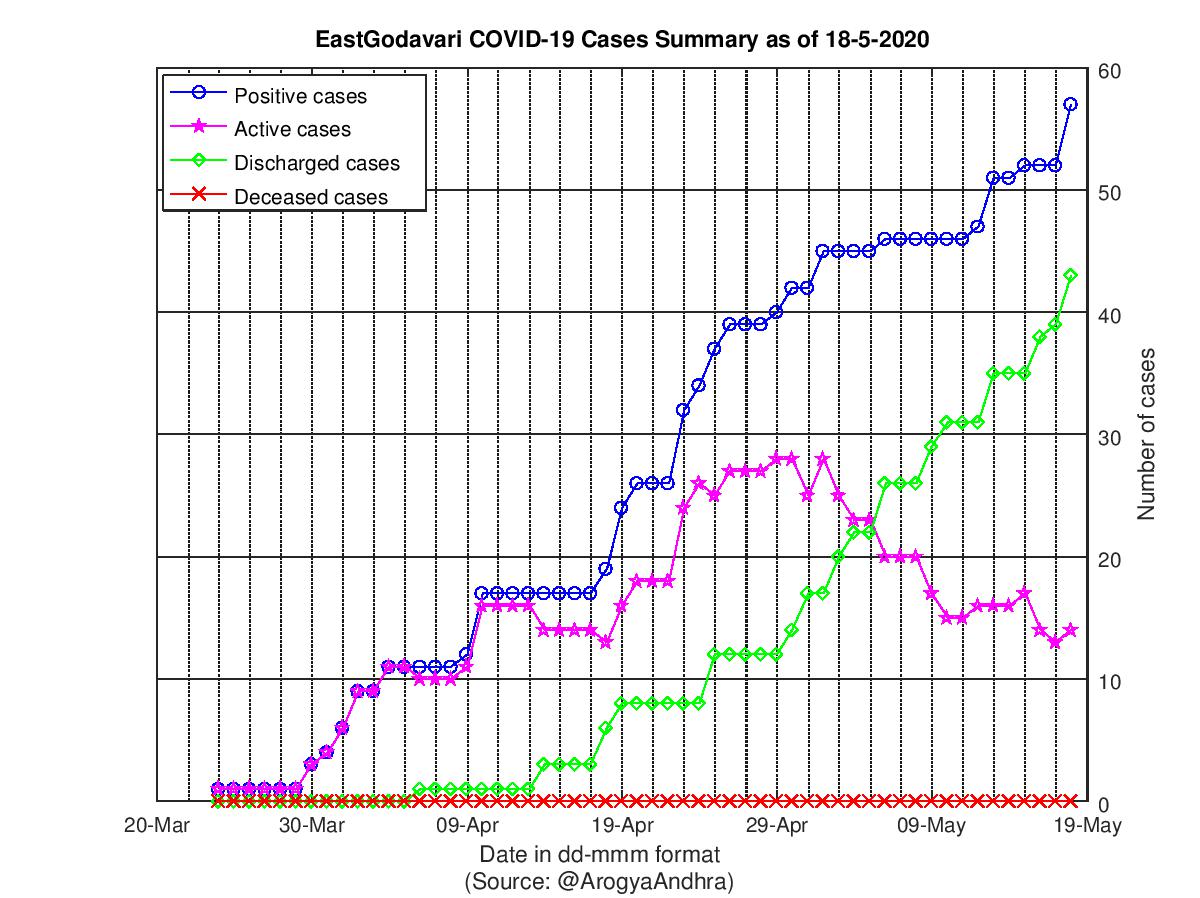 EastGodavari COVID-19 Cases Summary as of 18-5-2020
Positive cases
Active cases
Discharged cases
Deceased cases
60
50
40
30
20
10
0
Number of cases
20-Mar 30-Mar 09-Apr 19-Apr 29-Apr 09-May 19-May
Date in dd-mmm format
(Source: @ArogyaAndhra)